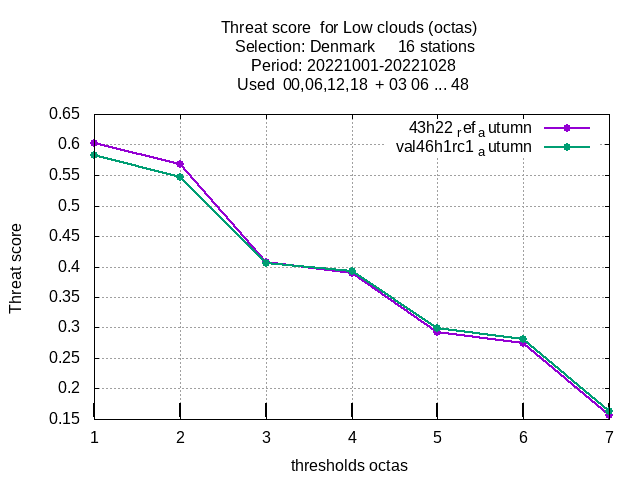 Threat score  for Low clouds (octas)
Selection: Denmark     16 stations
Period: 20221001-20221028
Used  00,06,12,18  + 03 06 ... 48
43h22 ref autumn
val46h1rc1 autumn
Threat score
0.65
0.6
0.55
0.5
0.45
0.4
0.35
0.3
0.25
0.2
0.15
1 2 3 4 5 6 7
thresholds octas